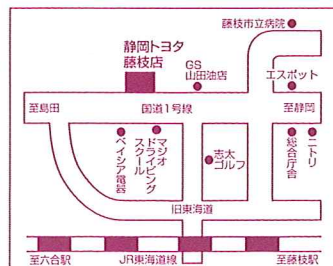 藤枝市立病院
静岡トヨタ
藤枝店
GS
山田油店
エスポット
至島田
国道1号線
至静岡
ベイシア電器
マジオ
ドライビング
スクール
志太
ゴルフ
総合庁舎
ニトリ
旧東海道
至六合駅
JR東海道線
至藤枝駅